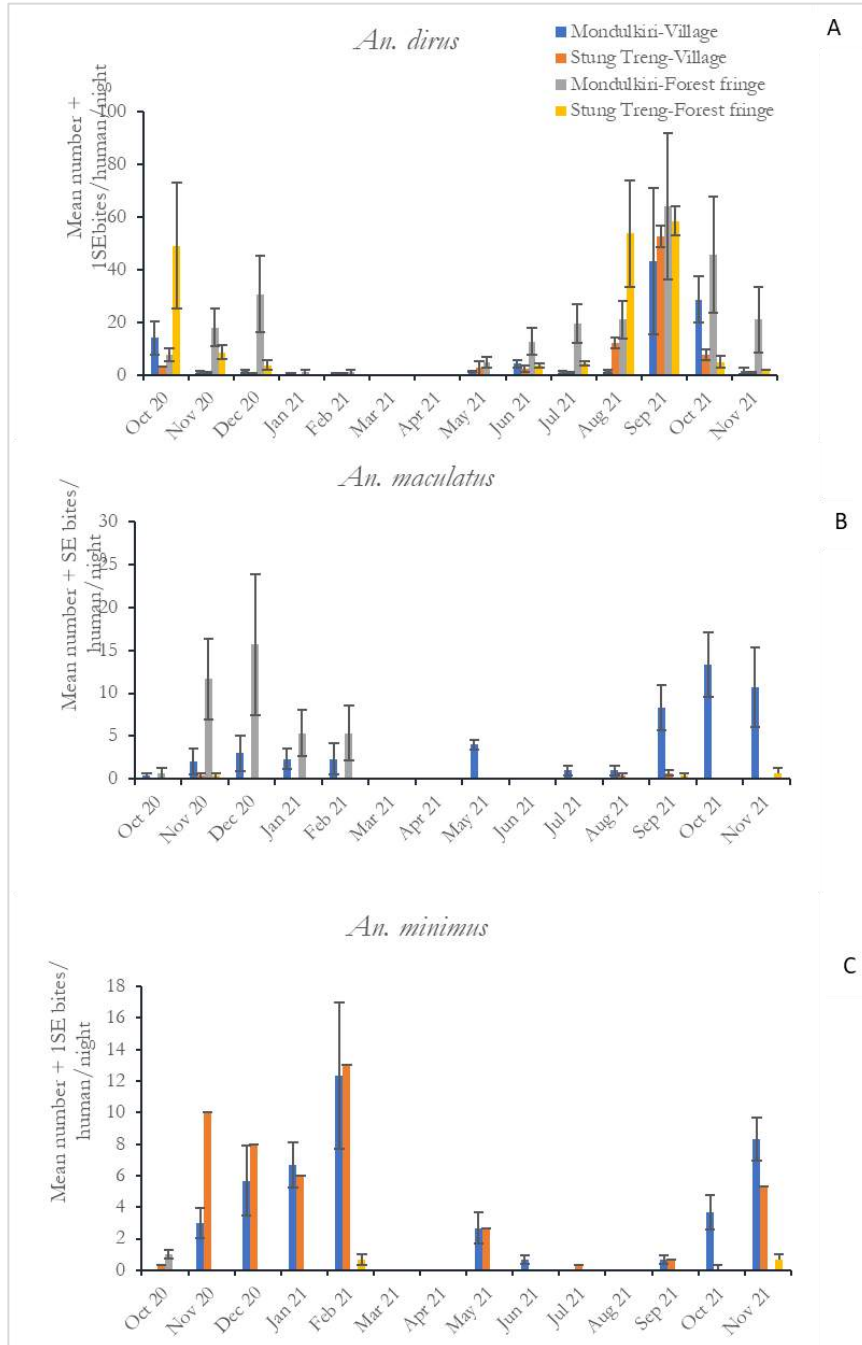 A
An. dirus
Mondulkiri-Village
Stung Treng-Village
Mondulkiri-Forest fringe
Stung Treng-Forest fringe
Mean number +
1SEbites/human/night
100
80
60
40
20
0
Oct 20
Nov 20
Dec 20
Jan 21
Feb 21
Mar 21
Apr 21
May 21
Jun 21
Jul 21
Aug 21
Sep 21
Oct 21
Nov 21
An. maculatus
B
Mean number + SE bites/
human/night
30
25
20
15
10
5
0
Oct 20
Nov 20
Dec 20
Jan 21
Feb 21
Mar 21
Apr 21
May 21
Jun 21
Jul 21
Aug 21
Sep 21
Oct 21
Nov 21
An. minimus
C
Mean number + 1SE bites/
human/night
18
16
14
12
10
8
6
4
2
0
Oct 20
Nov 20
Dec 20
Jan 21
Feb 21
Mar 21
Apr 21
May 21
Jun 21
Jul 21
Aug 21
Sep 21
Oct 21
Nov 21